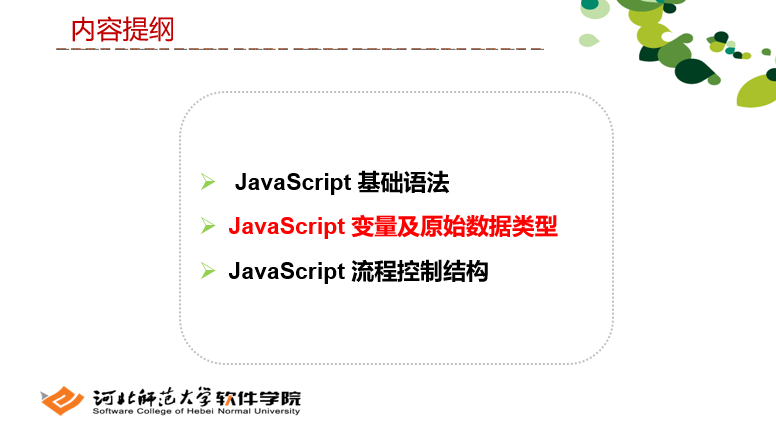 内容提纲
JavaScript 基础语法
JavaScript 变量及原始数据类型
JavaScript 流程控制结构
河北师范大学软件学院
Software College of Hebei Normal University